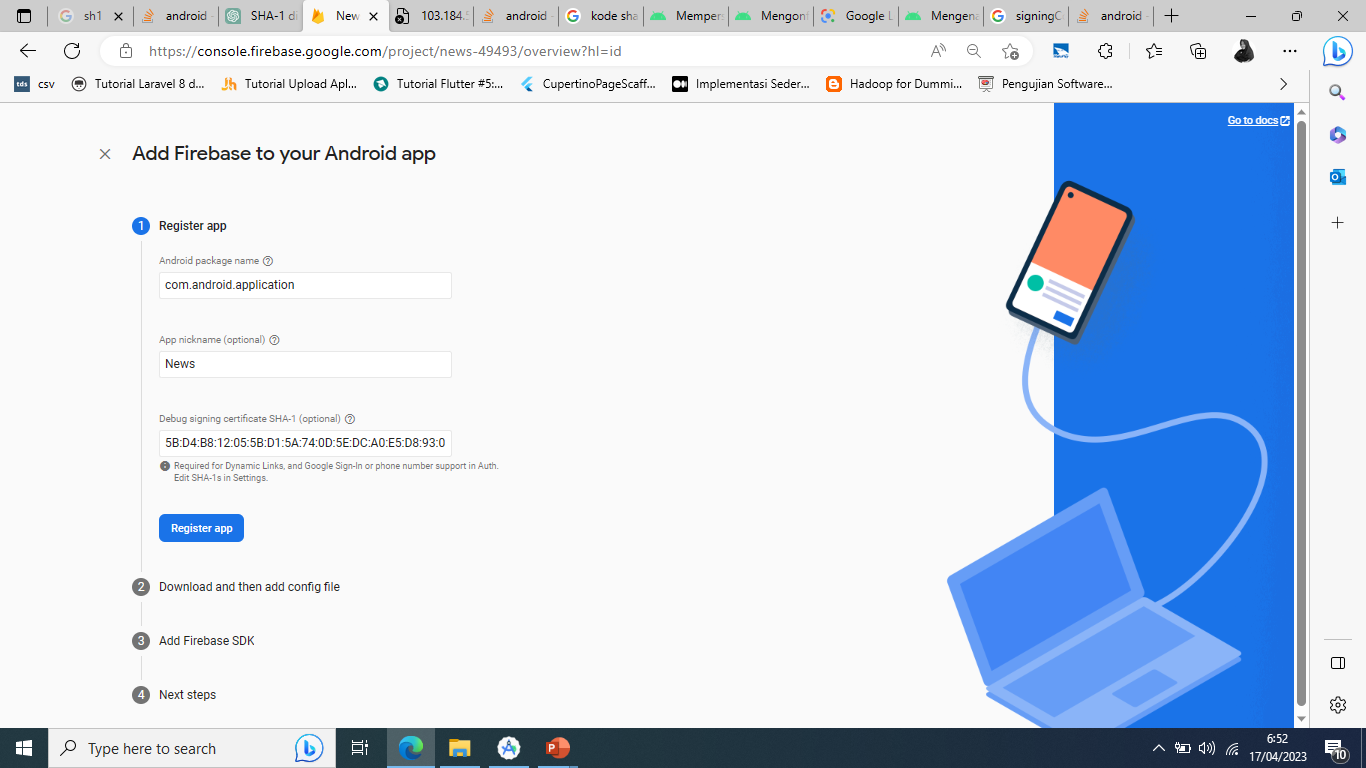 sh1
android -
SHA-1 di
New
103.184.
android -
kode sha
Mempers
Mengonf
Google L
Mengena
signingC
android -
https://console.firebase.google.com/project/news-49493/overview?hl=id
tds csv
Tutorial Laravel 8 d...
Jh Tutorial Upload Apl...
Tutorial Flutter #5:...
CupertinoPageScaff...
Implementasi Seder...
Hadoop for Dummi...
Pengujian Software...
Go to docs
Add Firebase to your Android app
1 Register app
Android package name
com.android.application
App nickname (optional)
News
Debug signing certificate SHA-1 (optional)
5B:D4:B8:12:05:5B:D1:5A:74:0D:5E:DC:A0:E5:D8:93:0
Required for Dynamic Links, and Google Sign-In or phone number support in Auth.
Edit SHA-1s in Settings.
Register app
2 Download and then add config file
3 Add Firebase SDK
4 Next steps
Type here to search
6:52
17/04/2023
10